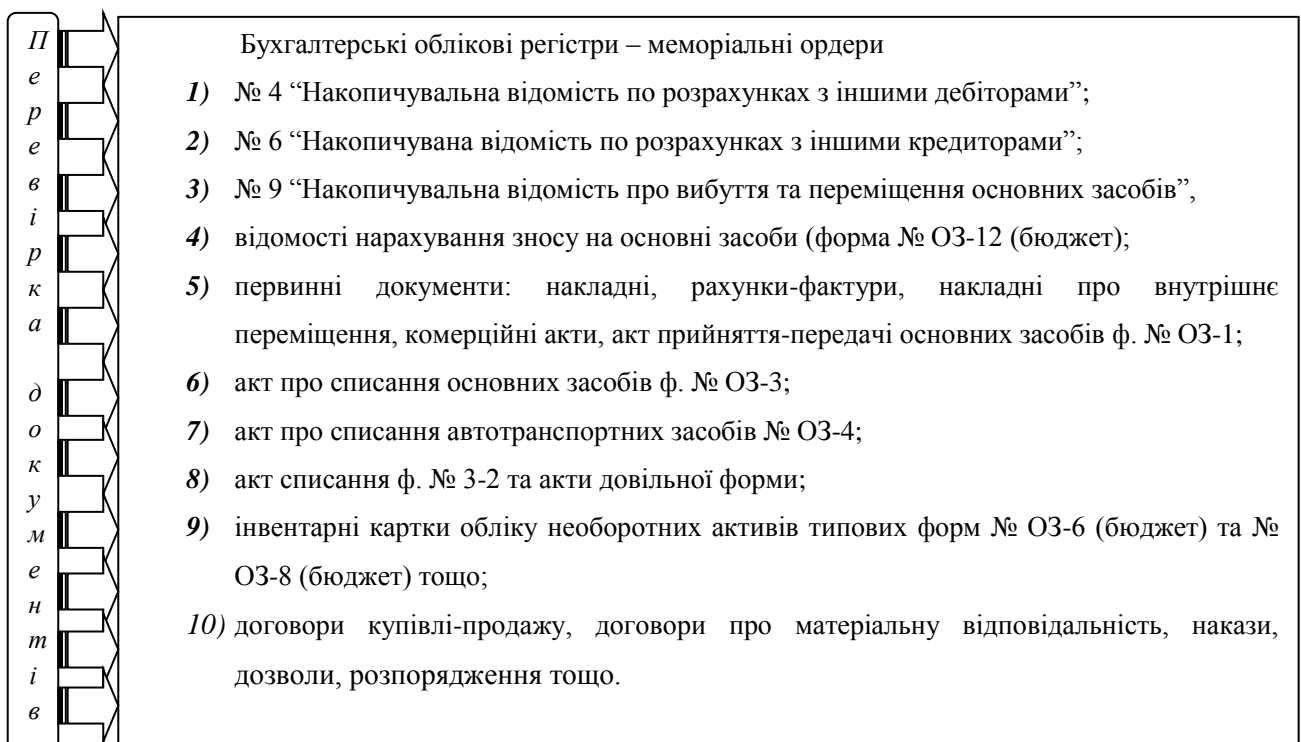 Перевірка документів
Бухгалтерські облікові регістри – меморіальні ордери
1) № 4 “Накопичувальна відомість по розрахунках з іншими дебіторами”;
2) № 6 “Накопичувана відомість по розрахунках з іншими кредиторами”;
3) № 9 “Накопичувальна відомість про вибуття та переміщення основних засобів”,
4) відомості нарахування зносу на основні засоби (форма № ОЗ-12 (бюджет);
5) первинні документи: накладні, рахунки-фактури, накладні про внутрішнє
переміщення, комерційні акти, акт прийняття-передачі основних засобів ф. № ОЗ-1;
6) акт про списання основних засобів ф. № ОЗ-3;
7) акт про списання автотранспортних засобів № ОЗ-4;
8) акт списання ф. № 3-2 та акти довільної форми;
9) інвентарні картки обліку необоротних активів типових форм № ОЗ-6 (бюджет) та №
ОЗ-8 (бюджет) тощо;
10) договори купівлі-продажу, договори про матеріальну відповідальність, накази,
дозволи, розпорядження тощо.